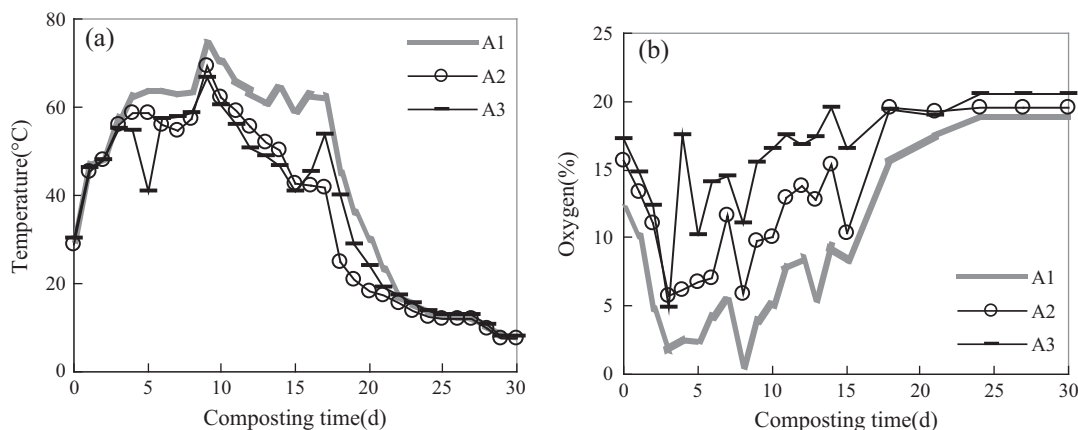 (a)
Temperature(°C)
80
60
40
20
0
0 5 10 15 20 25 30
Composting time(d)
A1
A2
A3
(b)
Oxygen(%)
25
20
15
10
5
0
0 5 10 15 20 25 30
Composting time(d)
A1
A2
A3